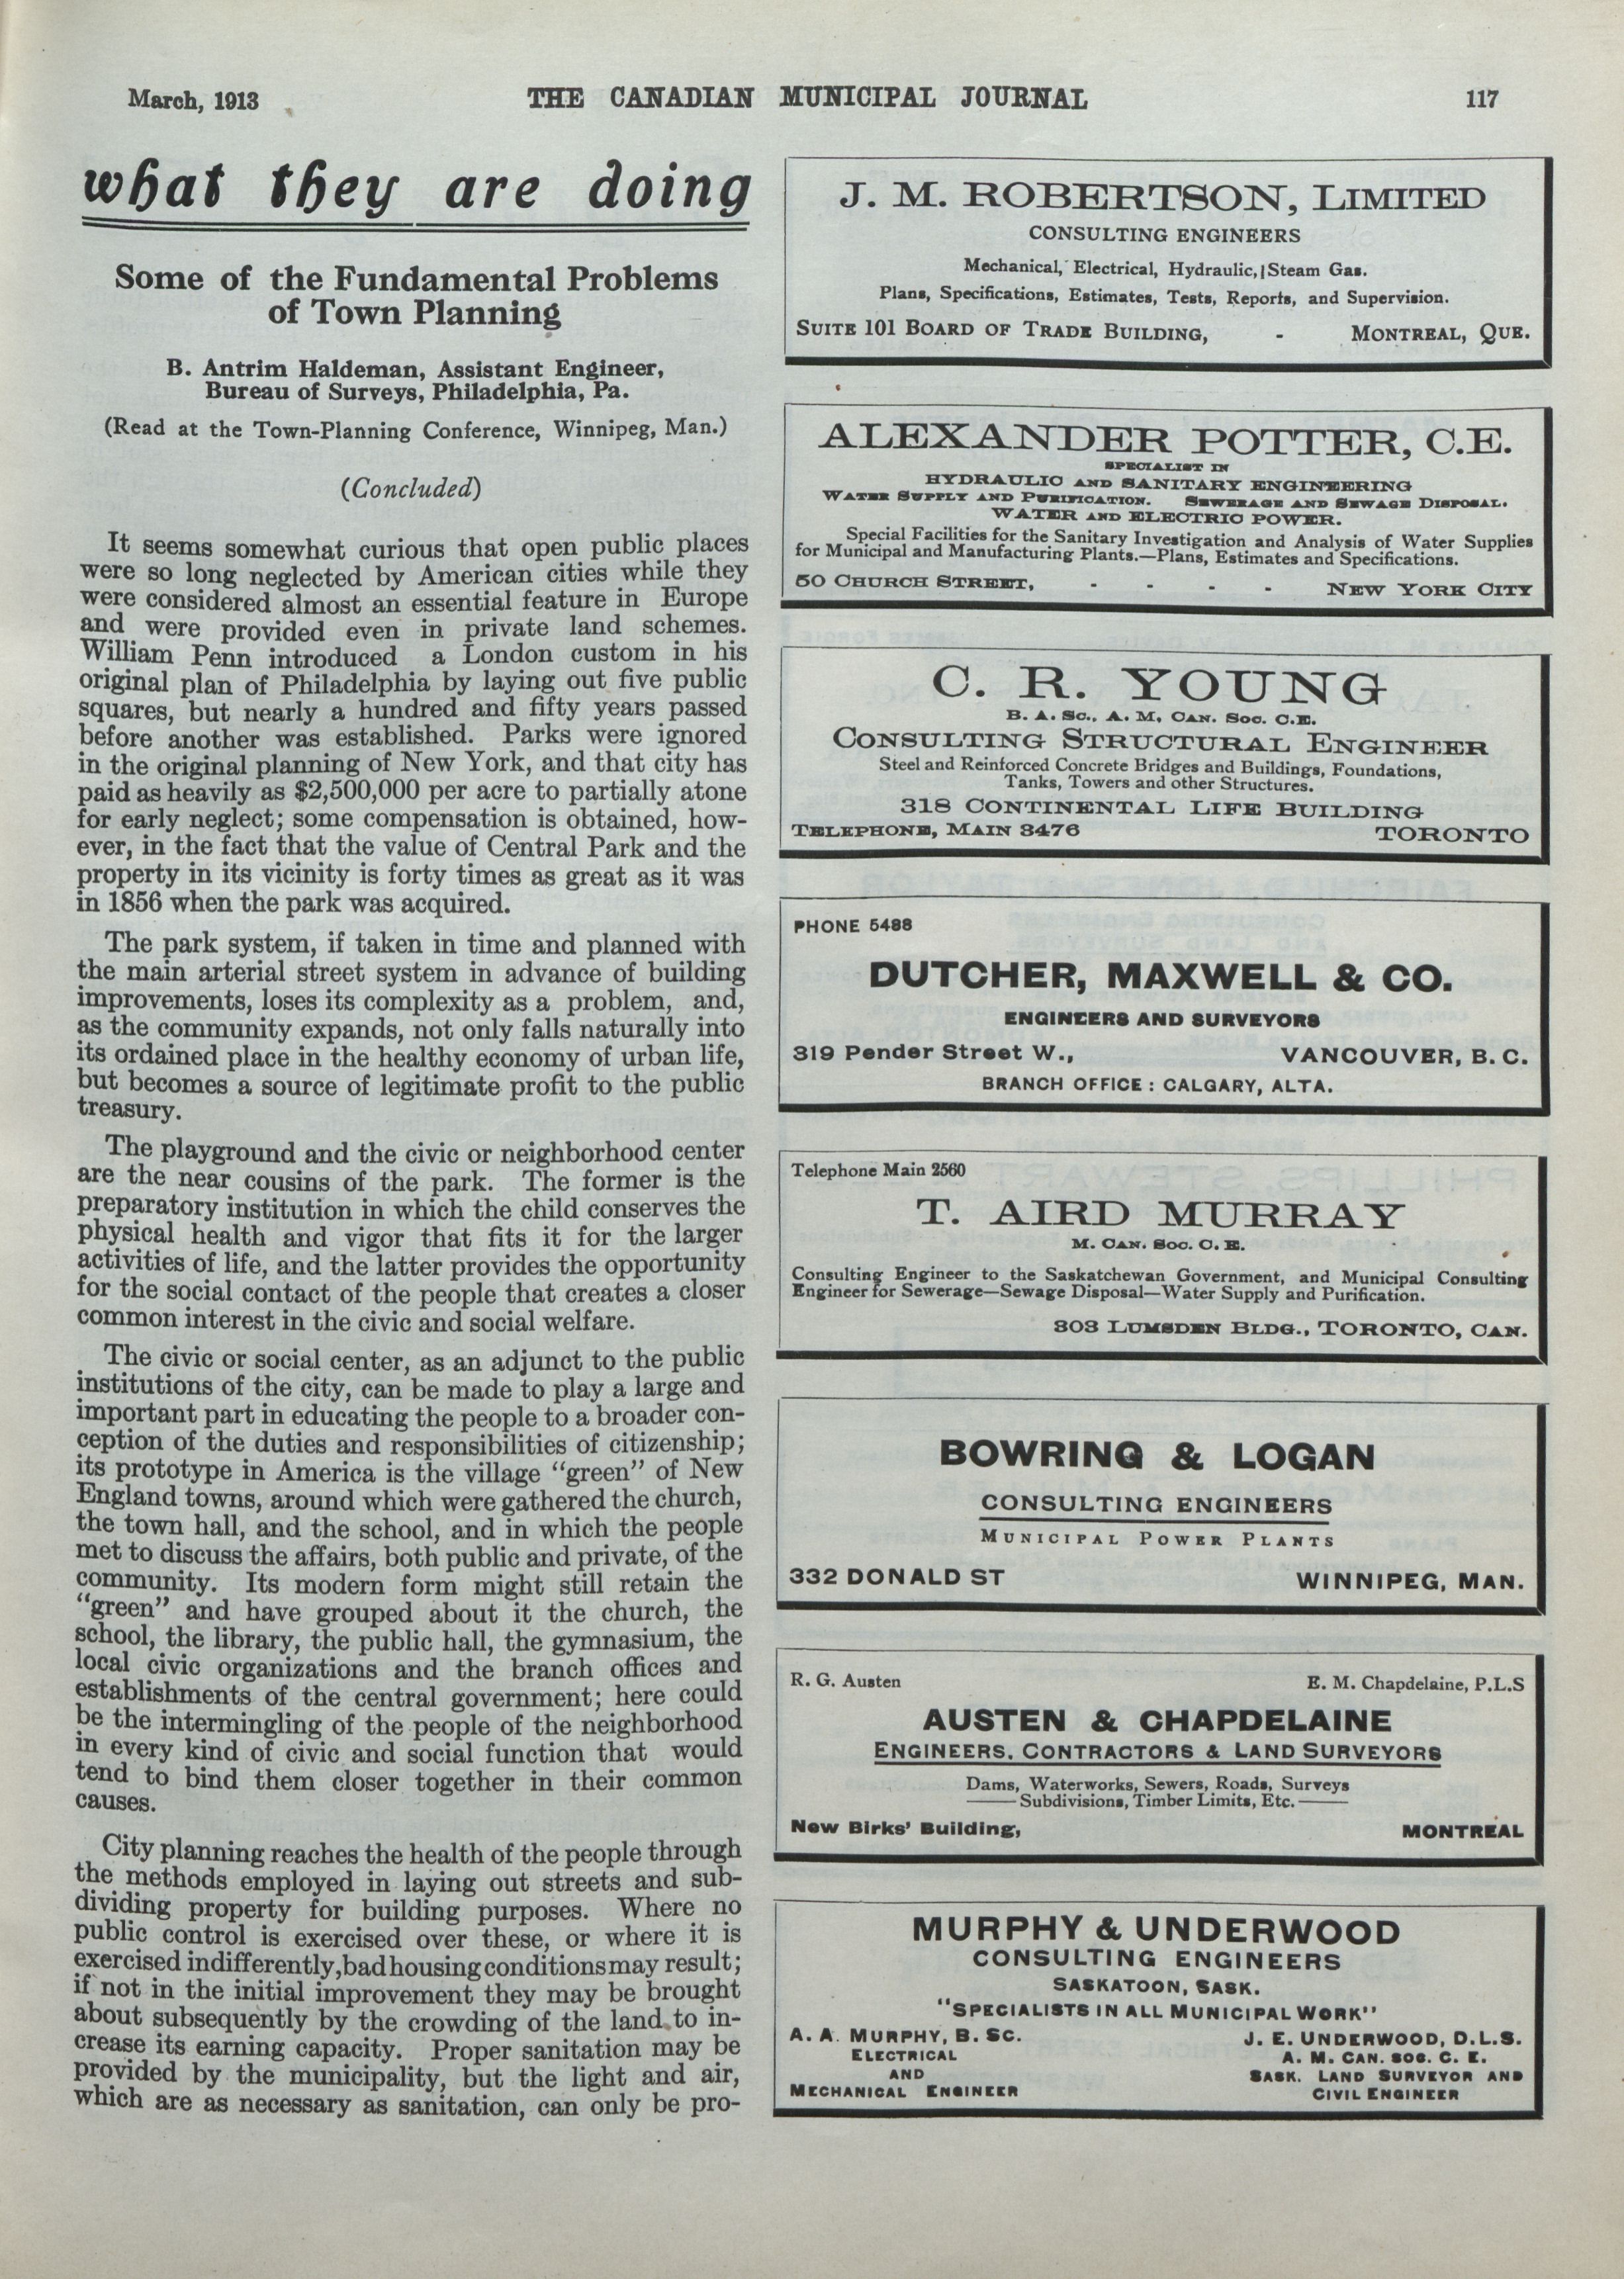 March, 1913 THE CANADIAN MUNICIPAL JOURNAL 117
what they are doing
Some of the Fundamental Problems
of Town Planning
B. Antrim Haldeman, Assistant Engineer,
Bureau of Surveys, Philadelphia, Pa.
(Read at the Town-Planning Conference, Winnipeg, Man.)
(Concluded)
It seems somewhat curious that open public places
were so long neglected by American cities while they
were considered almost an essential feature in Europe
and were provided even in private land schemes.
William Penn introduced a London custom in his
original plan of Philadelphia by laying out five public
squares, but nearly a hundred and fifty years passed
before another was established. Parks were ignored
in the original planning of New York, and that city has
paid as heavily as $2,500,000 per acre to partially atone
for early neglect; some compensation is obtained, how-
ever, in the fact that the value of Central Park and the
property in its vicinity is forty times as great as it was
in 1856 when the park was acquired.
The park system, if taken in time and planned with
the main arterial street system in advance of building
improvements, loses its complexity as a problem, and,
as the community expands, not only falls naturally into
its ordained place in the healthy economy of urban life,
but becomes a source of legitimate profit to the public
treasury.
The playground and the civic or neighborhood center
are the near cousins of the park. The former is the
preparatory institution in which the child conserves the
physical health and vigor that fits it for the larger
activities of life, and the latter provides the opportunity
for the social contact of the people that creates a closer
common interest in the civic and social welfare.
The civic or social center, as an adjunct to the public
institutions of the city, can be made to play a large and
important part in educating the people to a broader con-
ception of the duties and responsibilities of citizenship;
its prototype in America is the village "green" of New
England towns, around which were gathered the church,
the town hall, and the school, and in which the people
met to discuss the affairs, both public and private, of the
community. Its modern form might still retain the
"green" and have grouped about it the church, the
school, the library, the public hall, the gymnasium, the
local civic organizations and the branch offices and
establishments of the central government; here could
be the intermingling of the people of the neighborhood
in every kind of civic and social function that would
tend to bind them closer together in their common
causes.
City planning reaches the health of the people through
the methods employed in laying out streets and sub-
dividing property for building purposes. Where no
public control is exercised over these, or where it is
exercised indifferently, bad housing conditions may result;
if not in the initial improvement they may be brought
about subsequently by the crowding of the land to in-
crease its earning capacity. Proper sanitation may be
provided by the municipality, but the light and air,
which are as necessary as sanitation, can only be pro-
J. M. ROBERTSON, LIMITED
CONSULTING ENGINEERS
Mechanical, Electrical, Hydraulic, Steam Gas.
Plans, Specifications, Estimates, Tests, Reports, and Supervision.
SUITE 101 BOARD OF TRADE BUILDING, - MONTREAL, QUE.
ALEXANDER POTTER, C.E.
SPECIALIST IN
HYDRAULIC AND SANITARY ENGINEERING
WATER SUPPLY AND PURIFICATION. SEWERAGE AND SEWAGE DISPOSAL.
WATER AND ELECTRIC POWER.
Special Facilities for the Sanitary Investigation and Analysis of Water Supplies
for Municipal and Manufacturing Plants.—Plans, Estimates and Specifications.
50 CHURCH STREET, - - - - NEW YORK CITY
C. R. YOUNG
B. A. Sc., A. M, CAN. SOC. C.E.
CONSULTING STRUCTURAL ENGINEER
Steel and Reinforced Concrete Bridges and Buildings, Foundations,
Tanks, Towers and other Structures.
318 CONTINENTAL LIFE BUILDING
TELEPHONE, MAIN 3476 TORONTO
PHONE 5488
DUTCHER, MAXWELL & CO.
ENGINEERS AND SURVEYORS
319 Pender Street W., VANCOUVER, B. C.
BRANCH OFFICE : CALGARY, ALTA.
Telephone Main 2560
T. AIRD MURRAY
M. CAN. SOC. C. E.
Consulting Engineer to the Saskatchewan Government, and Municipal Consulting
Engineer for Sewerage—Sewage Disposal—Water Supply and Purification.
303 LUMSDEN BLDG., TORONTO, CAN.
BOWRING & LOGAN
CONSULTING ENGINEERS
MUNICIPAL POWER PLANTS
332 DONALD ST WINNIPEG, MAN.
R. G. Austen E. M. Chapdelaine, P.L.S
AUSTEN & CHAPDELAINE
ENGINEERS, CONTRACTORS & LAND SURVEYORS
Dams, Waterworks, Sewers, Roads, Surveys
Subdivisions, Timber Limits, Etc.
New Birks' Building, MONTREAL
MURPHY & UNDERWOOD
CONSULTING ENGINEERS
SASKATOON, SASK.
"SPECIALISTS IN ALL MUNICIPAL WORK"
A. A. MURPHY, B. SC. J. E. UNDERWOOD, D.L.S.
ELECTRICAL A. M. CAN. SOC. C. E.
AND SASK. LAND SURVEYOR AND
MECHANICAL ENGINEER CIVIL ENGINEER